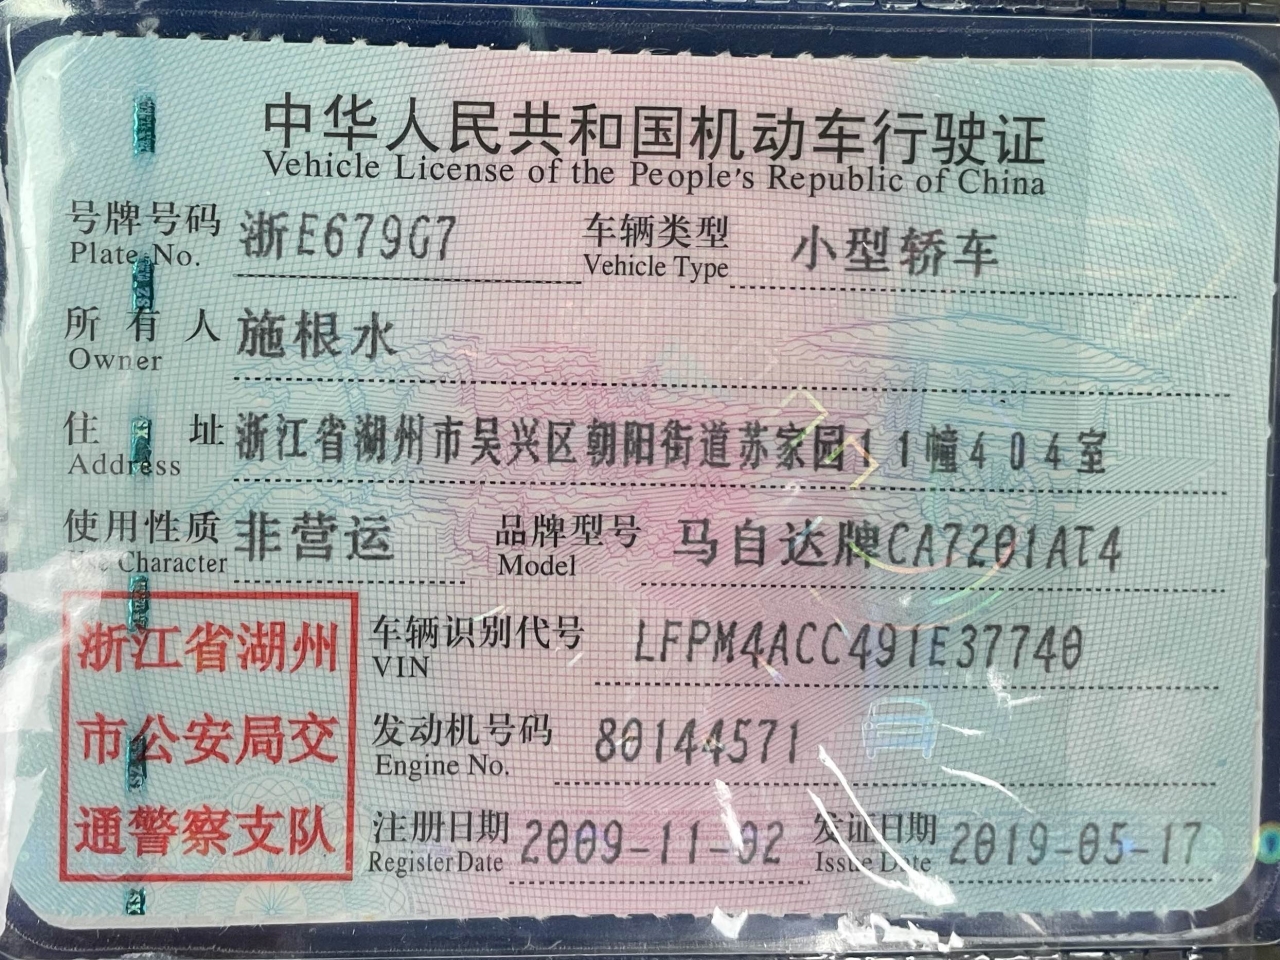 中华人民共和国机动车行驶证
Vehicle License of the People's Republic of China
号牌号码 浙E679G7 车辆类型 小型轿车
Plate No. Vehicle Type
所有人 施根水
Owner
住址 浙江省湖州市吴兴区朝阳街道苏家园11幢404室
Address
使用性质 非营运 品牌型号 马自达牌CA7201AT4
Use Character Model
浙江省湖州
市公安局交
通警察支队
车辆识别代号 LFPM4ACC491E37740
VIN
发动机号码 80144571
Engine No.
注册日期 2009-11-02 发证日期 2019-05-17
Register Date Issue Date